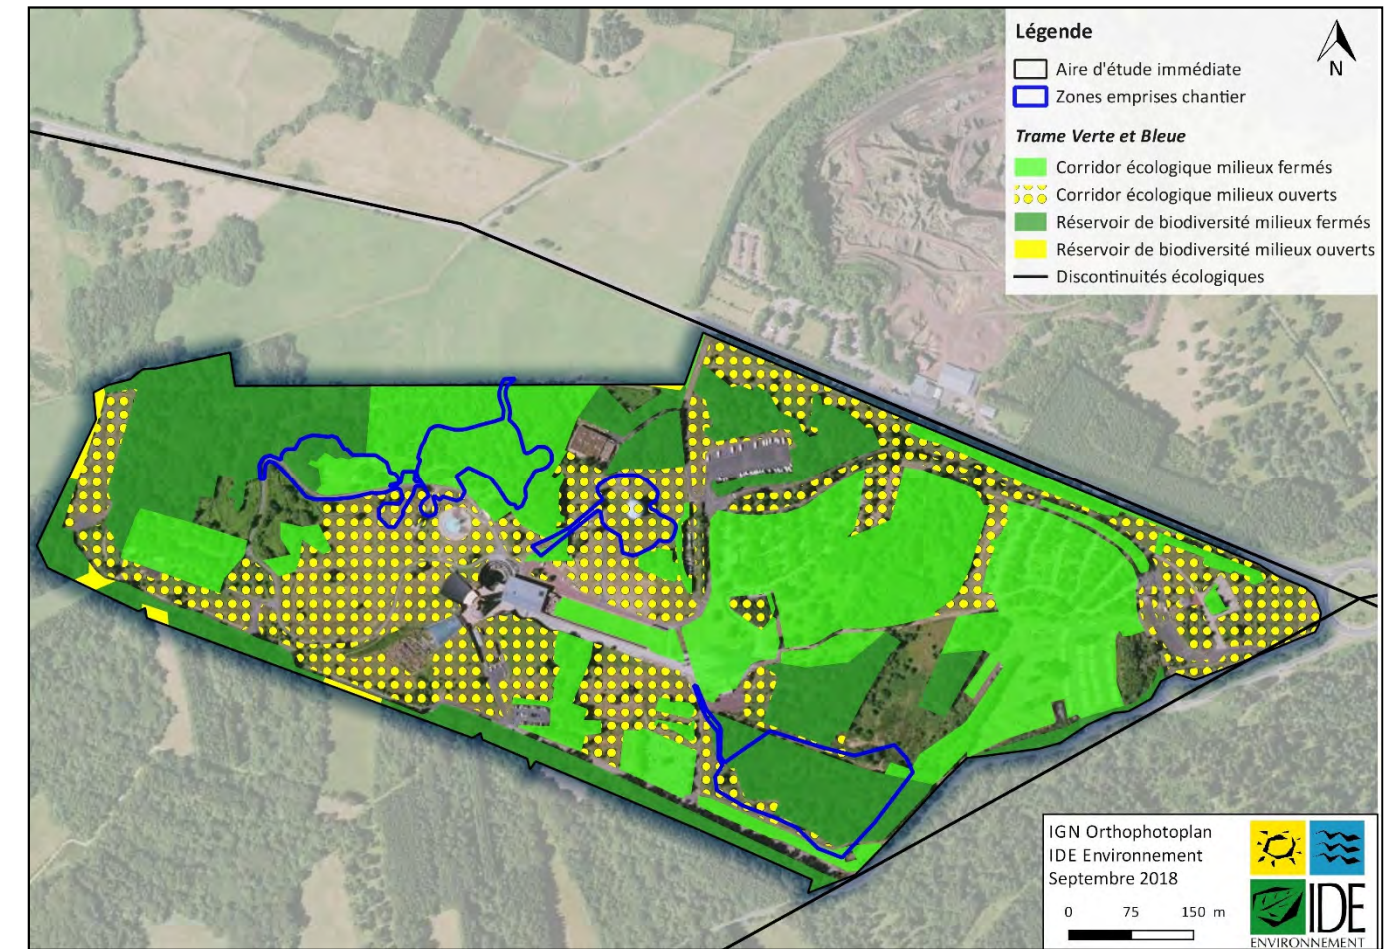 Légende
N
Aire d'étude immédiate
Zones emprises chantier
Trame Verte et Bleue
Corridor écologique milieux fermés
Corridor écologique milieux ouverts
Réservoir de biodiversité milieux fermés
Réservoir de biodiversité milieux ouverts
Discontinuités écologiques
IGN Orthophotoplan
IDE Environnement
Septembre 2018
0 75 150 m
IDE
ENVIRONNEMENT